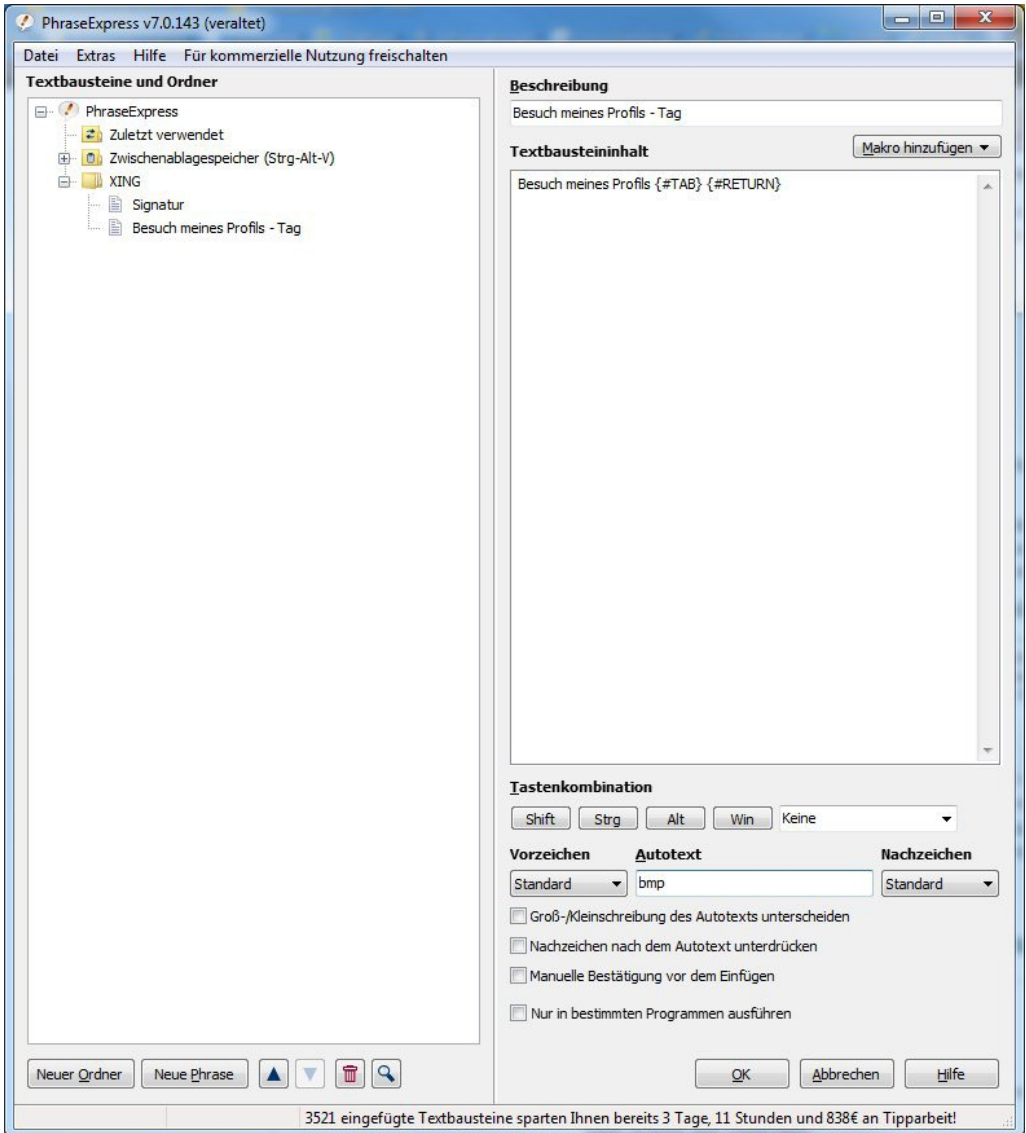 PhraseExpress v7.0.143 (veraltet)
Datei Extras Hilfe Für kommerzielle Nutzung freischalten
Textbausteine und Ordner
PhraseExpress
Zuletzt verwendet
Zwischenablagespeicher (Strg-Alt-V)
XING
Signatur
Besuch meines Profils - Tag
Neuer Ordner Neue Phrase
Beschreibung
Besuch meines Profils - Tag
Textbausteininhalt Makro hinzufügen
Besuch meines Profils {#TAB} {#RETURN}
Tastenkombination
Shift Strg Alt Win Keine
Vorzeichen Autotext Nachzeichen
Standard bmp Standard
Groß-/Kleinschreibung des Autotexts unterscheiden
Nachzeichen nach dem Autotext unterdrücken
Manuelle Bestätigung vor dem Einfügen
Nur in bestimmten Programmen ausführen
OK Abbrechen Hilfe
3521 eingefügte Textbausteine sparten Ihnen bereits 3 Tage, 11 Stunden und 838€ an Tipparbeit!